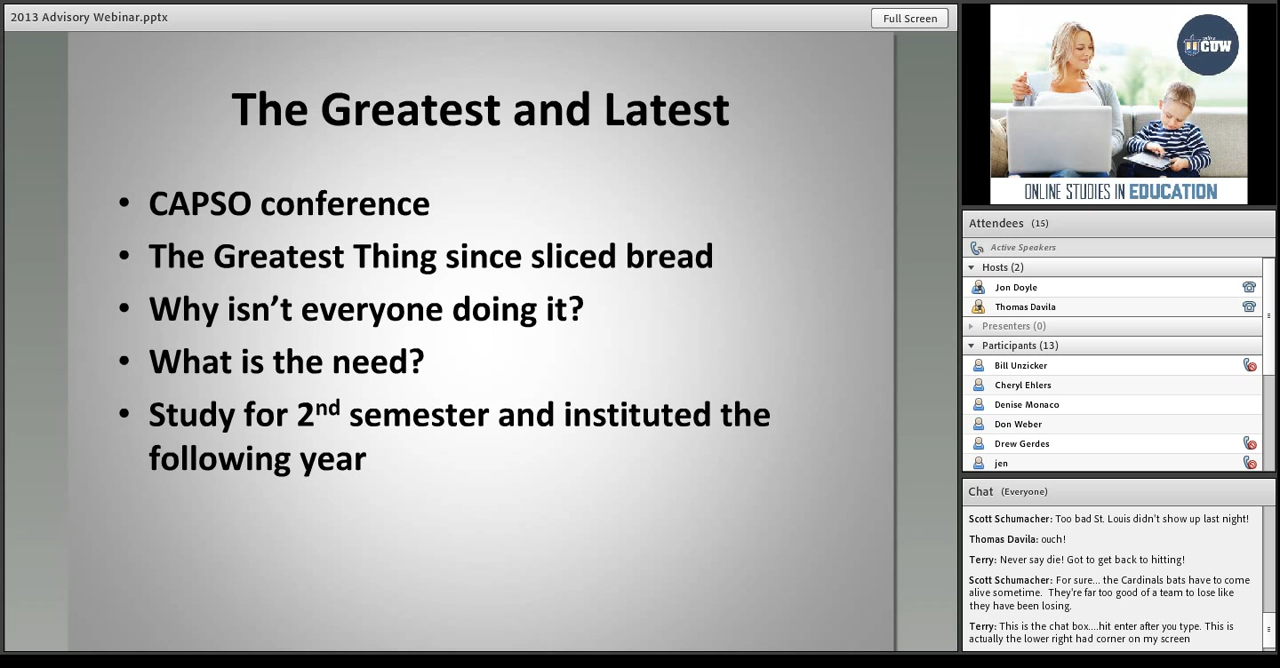 2013 Advisory Webinar.pptx
Full Screen
The Greatest and Latest
• CAPSO conference
• The Greatest Thing since sliced bread
• Why isn’t everyone doing it?
• What is the need?
• Study for 2nd semester and instituted the
following year
CUW
ONLINE STUDIES IN EDUCATION
Attendees (15)
Active Speakers
Hosts (2)
Jon Doyle
Thomas Davila
Presenters (0)
Participants (13)
Bill Unzicker
Cheryl Ehlers
Denise Monaco
Don Weber
Drew Gerdes
jen
Chat (Everyone)
Scott Schumacher: Too bad St. Louis didn't show up last night!
Thomas Davila: ouch!
Terry: Never say die! Got to get back to hitting!
Scott Schumacher: For sure... the Cardinals bats have to come
alive sometime. They're far too good of a team to lose like
they have been losing.
Terry: This is the chat box....hit enter after you type. This is
actually the lower right had corner on my screen